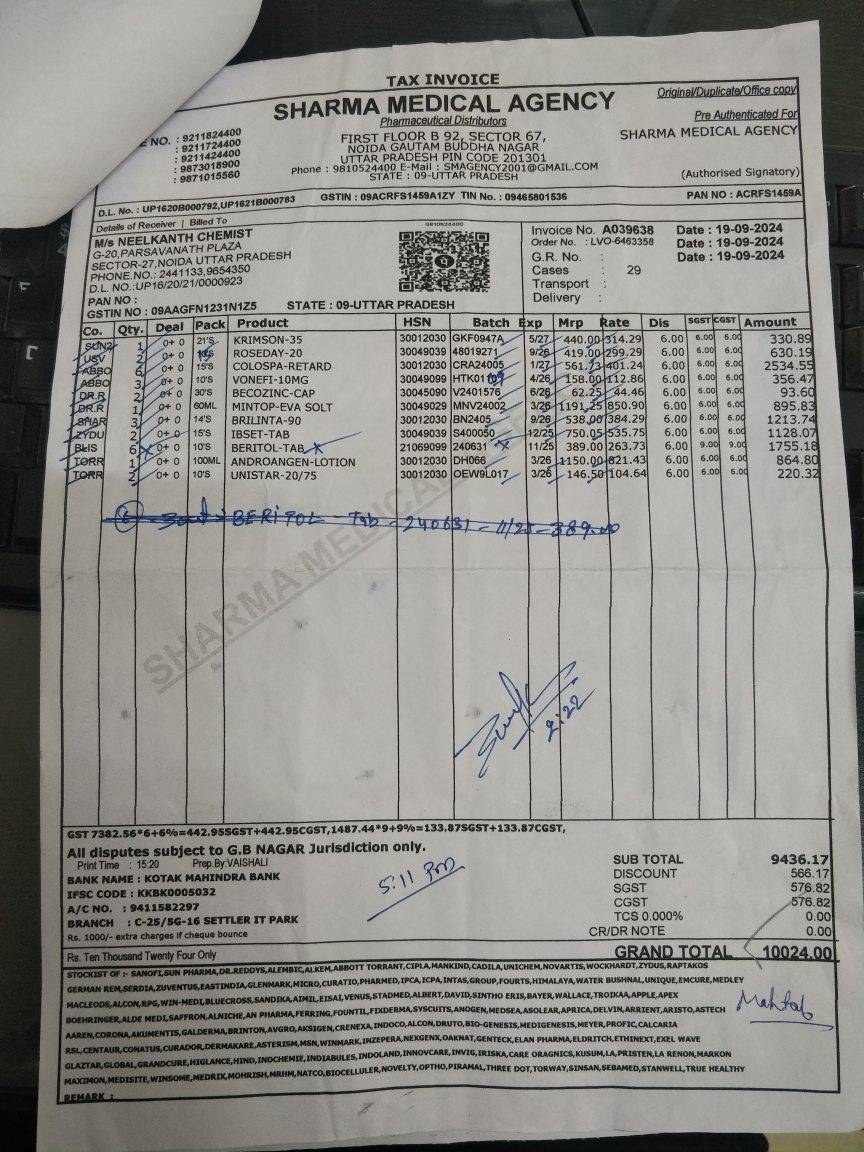 TAX INVOICE
Original/Duplicate/Office copy
SHARMA MEDICAL AGENCY
Pharmaceutical Distributors
Pre Authenticated For
SHARMA MEDICAL AGENCY
(Authorised Signatory)
E NO. : 9211824400
: 9211724400
: 9211424400
: 9873018900
: 9871015560
FIRST FLOOR B 92, SECTOR 67,
NOIDA GAUTAM BUDDHA NAGAR
UTTAR PRADESH PIN CODE 201301
Phone : 9810524400 E-Mail : SMAGENCY2001@GMAIL.COM
STATE : 09-UTTAR PRADESH
D.L. No. : UP1620B000792,UP1621B000783 GSTIN : 09ACRFS1459A1ZY TIN No. : 09465801536 PAN NO : ACRFS1459A
Details of Receiver | Billed To
M/s NEELKANTH CHEMIST
G-20,PARSAVANATH PLAZA
SECTOR-27,NOIDA UTTAR PRADESH
PHONE.NO.: 2441133,9654350
D.L. NO.:UP16/20/21/0000923
PAN NO :
GSTIN NO : 09AAGFN1231N1Z5 STATE : 09-UTTAR PRADESH
9810524400
Invoice No. A039638 Date : 19-09-2024
Order No. : LVO-6463358 Date : 19-09-2024
G.R. No. : Date : 19-09-2024
Cases : 29
Transport :
Delivery :
Co. Qty. Deal Pack Product HSN Batch Exp Mrp Rate Dis SGST CGST Amount
SUN2 1 0+ 0 21'S KRIMSON-35 30012030 GKF0947A 5/27 440.00 314.29 6.00 6.00 6.00 330.89
USV 2 0+ 0 ROSEDAY-20 30049039 48019271 9/26 419.00 299.29 6.00 6.00 6.00 630.19
ABBO 6 0+ 0 15'S COLOSPA-RETARD 30012030 CRA24005 1/27 561.73 401.24 6.00 6.00 6.00 2534.55
ABBO 3 0+ 0 10'S VONEFI-10MG 30049099 HTK0109 4/26 158.00 112.86 6.00 6.00 6.00 356.47
DR.R 2 0+ 0 30'S BECOZINC-CAP 30045090 V2401576 6/26 62.25 44.46 6.00 6.00 6.00 93.60
DR.R 1 0+ 0 60ML MINTOP-EVA SOLT 30049029 MNV24002 3/26 1191.25 850.90 6.00 6.00 6.00 895.83
SHAR 3 0+ 0 14'S BRILINTA-90 30012030 BN2405 9/26 538.00 384.29 6.00 6.00 6.00 1213.74
ZYDU 2 0+ 0 15'S IBSET-TAB 30049039 S400050 12/25 750.05 535.75 6.00 6.00 6.00 1128.07
BLIS 6 0+ 0 10'S BERITOL-TAB 21069099 240631 11/25 389.00 263.73 6.00 9.00 9.00 1755.18
TORR 1 0+ 0 100ML ANDROANGEN-LOTION 30012030 DH066 3/26 1150.00 821.43 6.00 6.00 6.00 864.80
TORR 2 0+ 0 10'S UNISTAR-20/75 30012030 OEW9L017 3/26 146.50 104.64 6.00 6.00 6.00 220.32
BERITOL - Tab - 240631 - 11/25 - 389.00
SHARMA MEDICAL AGENCY
2:22
GST 7382.56*6+6%=442.95SGST+442.95CGST,1487.44*9+9%=133.87SGST+133.87CGST,
All disputes subject to G.B NAGAR Jurisdiction only.
Print Time : 15:20 Prep.By:VAISHALI
BANK NAME : KOTAK MAHINDRA BANK
IFSC CODE : KKBK0005032
A/C NO. : 9411582297
BRANCH : C-25/5G-16 SETTLER IT PARK
Rs. 1000/- extra charges if cheque bounce
5:11 Pm
SUB TOTAL 9436.17
DISCOUNT 566.17
SGST 576.82
CGST 576.82
TCS 0.000% 0.00
CR/DR NOTE 0.00
Rs. Ten Thousand Twenty Four Only GRAND TOTAL 10024.00
STOCKIST OF :- SANOFI,SUN PHARMA,DR.REDDYS,ALEMBIC,ALKEM,ABBOTT TORRANT,CIPLA,MANKIND,CADILA,UNICHEM,NOVARTIS,WOCKHARDT,ZYDUS,RAPTAKOS
GERMAN REM,SERDIA,ZUVENTUS,EASTINDIA,GLENMARK,MICRO,CURATIO,PHARMED,IPCA,ICPA,INTAS,GROUP,FOURTS,HIMALAYA,WATER BUSHNAL,UNIQUE,EMCURE,MEDLEY
MACLEODS,ALCON,RPG,WIN-MEDI,BLUECROSS,SANDIKA,AIMIL,EISAI,VENUS,STADMED,ALBERT,DAVID,SINTHO ERIS,BAYER,WALLACE,TROIKAA,APPLE,APEX
BOEHRINGER,ALDE MEDI,SAFFRON,ALNICHE,AN PHARMA,FERRING,FOUNTIL,FIXDERMA,SYSCUITS,ANOGEN,MEDSEA,ASOLEAR,APRICA,DELVIN,ARRIENT,ARISTO,ASTECH
AAREN,CORONA,AKUMENTIS,GALDERMA,BRINTON,AVGRO,AKSIGEN,CRENEXA,INDOCO,ALCON,DRUTO,BIO-GENESIS,MEDIGENESIS,MEYER,PROFIC,CALCARIA
RSL,CENTAUR,CONATUS,CURADOR,DERMAKARE,ASTERISM,MSN,WINMARK,INZEPERA,NEXGENX,OAKNAT,GENTECK,ELAN PHARMA,ELDRITCH,ETHINEXT,EXEL WAVE
GLAZTAR,GLOBAL,GRANDCURE,HIGLANCE,HIND,INDCHEMIE,INDIABULES,INDOLAND,INNOVCARE,INVIG,IRISKA,CARE ORAGNICS,KUSUM,LA,PRISTEN,LA RENON,MARKON
MAXIMON,MEDISITE,WINSOME,MEDRIX,MOHRISH,MRHM,NATCO,BIOCELLULER,NOVELTY,OPTHO,PIRAMAL,THREE DOT,TORWAY,SINSAN,SEBAMED,STANWELL,TRUE HEALTHY
Mahtab
REMARK :